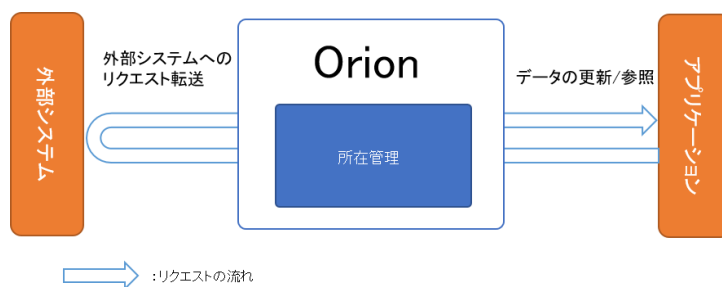 外部システム
外部システムへの
リクエスト転送
Orion
所在管理
データの更新/参照
アプリケーション
:リクエストの流れ